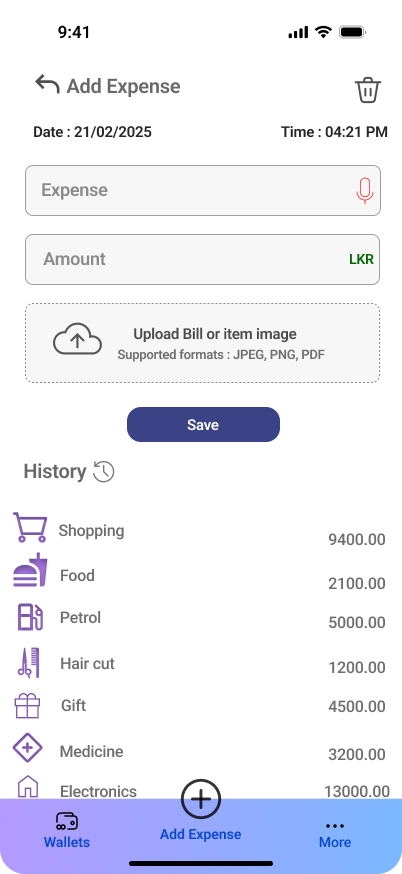 9:41
Add Expense
Date : 21/02/2025 Time : 04:21 PM
Expense
Amount LKR
Upload Bill or item image
Supported formats : JPEG, PNG, PDF
Save
History
Shopping 9400.00
Food 2100.00
Petrol 5000.00
Hair cut 1200.00
Gift 4500.00
Medicine 3200.00
Electronics 13000.00
Wallets Add Expense More